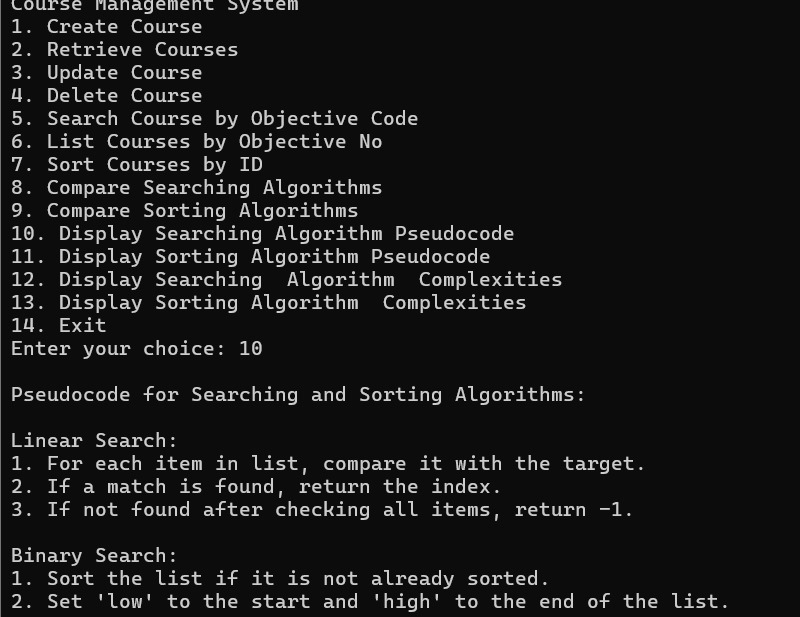 Course Management System
1. Create Course
2. Retrieve Courses
3. Update Course
4. Delete Course
5. Search Course by Objective Code
6. List Courses by Objective No
7. Sort Courses by ID
8. Compare Searching Algorithms
9. Compare Sorting Algorithms
10. Display Searching Algorithm Pseudocode
11. Display Sorting Algorithm Pseudocode
12. Display Searching  Algorithm  Complexities
13. Display Sorting Algorithm  Complexities
14. Exit
Enter your choice: 10
Pseudocode for Searching and Sorting Algorithms:
Linear Search:
1. For each item in list, compare it with the target.
2. If a match is found, return the index.
3. If not found after checking all items, return -1.
Binary Search:
1. Sort the list if it is not already sorted.
2. Set 'low' to the start and 'high' to the end of the list.